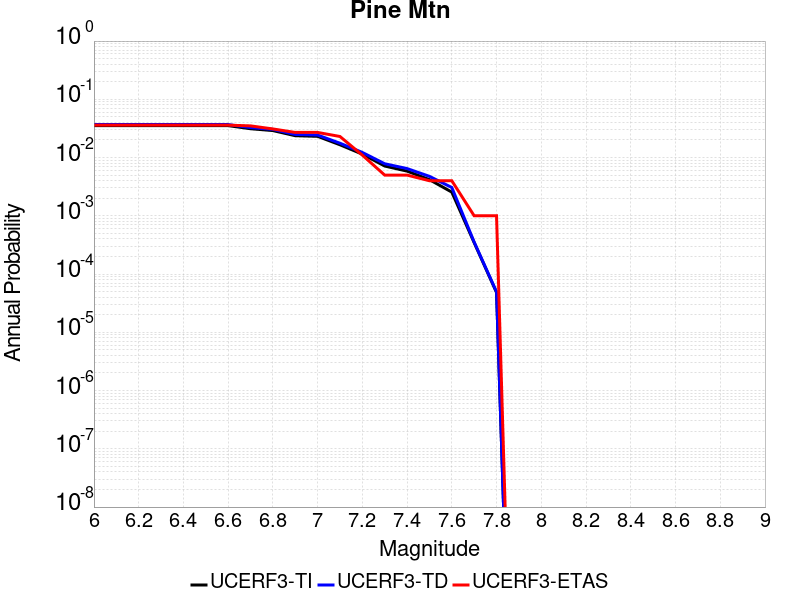 Pine Mtn
10^0
10^-1
10^-2
10^-3
10^-4
10^-5
10^-6
10^-7
10^-8
Annual Probability
6 6.2 6.4 6.6 6.8 7 7.2 7.4 7.6 7.8 8 8.2 8.4 8.6 8.8 9
Magnitude
UCERF3-TI UCERF3-TD UCERF3-ETAS